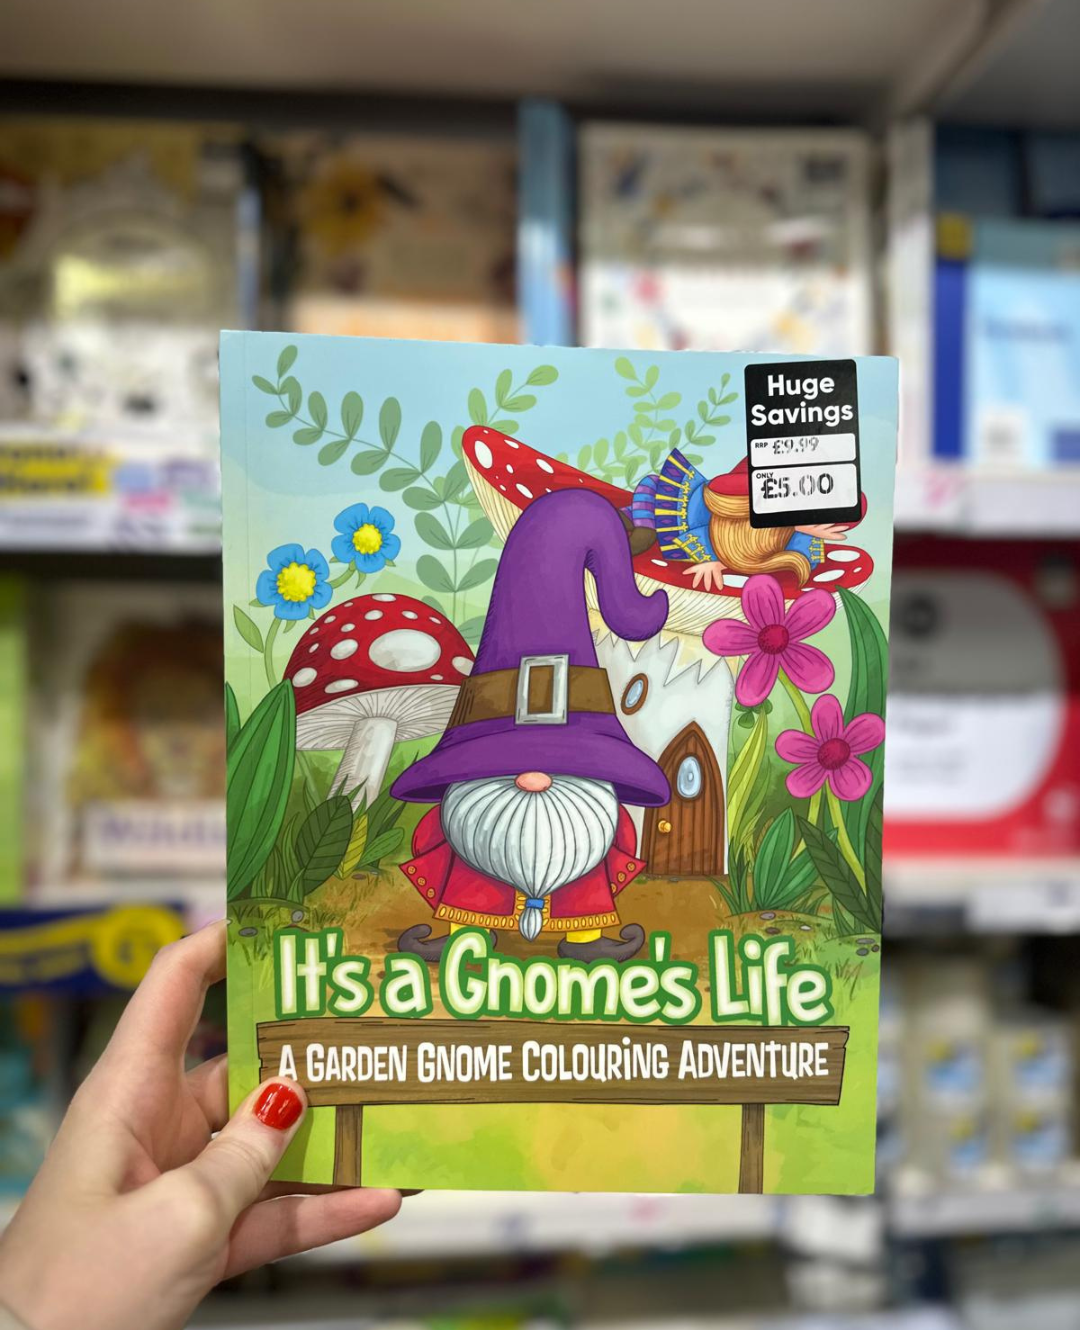 Huge
Savings
RRP £9.99
ONLY £5.00
It's a Gnome's Life
A Garden Gnome Colouring Adventure